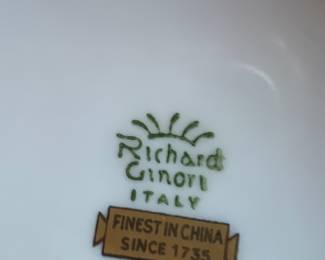 Richard
Ginori
ITALY
FINEST IN CHINA
SINCE 1735